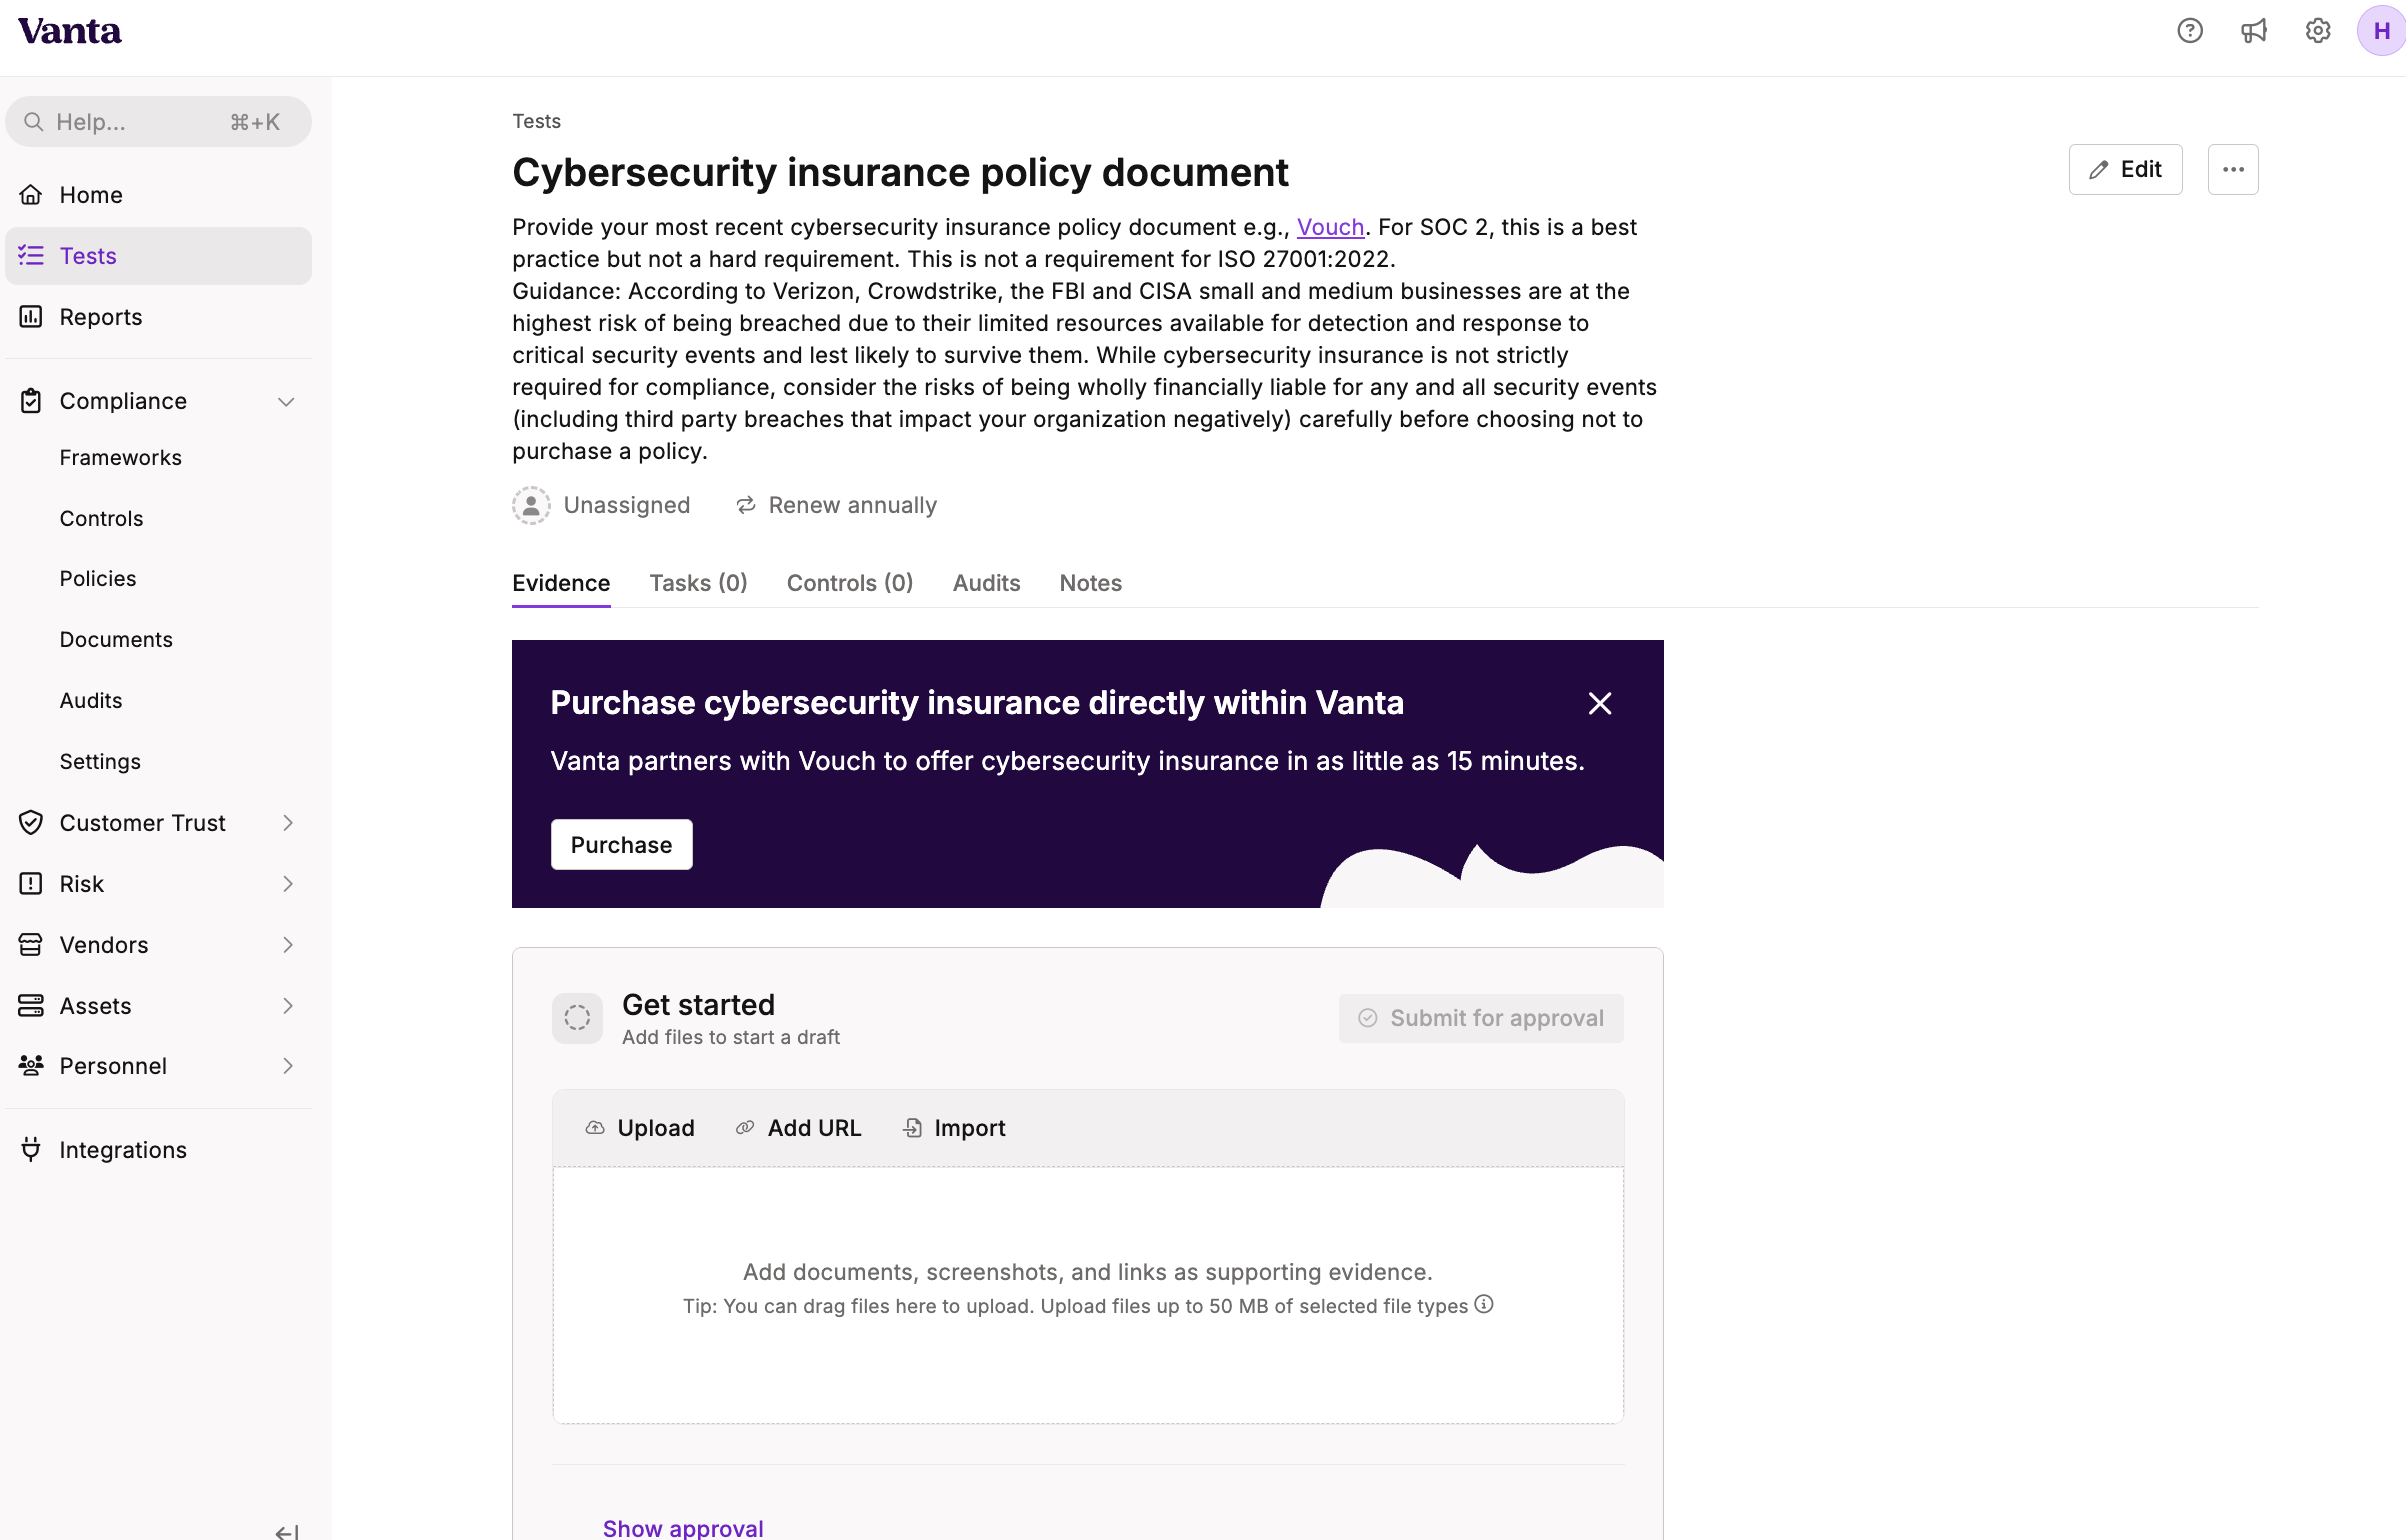 Vanta
H
Help...
⌘+K
Home
Tests
Reports
Compliance
Frameworks
Controls
Policies
Documents
Audits
Settings
Customer Trust
Risk
Vendors
Assets
Personnel
Integrations
Tests
Cybersecurity insurance policy document
Edit
Provide your most recent cybersecurity insurance policy document e.g., Vouch. For SOC 2, this is a best
practice but not a hard requirement. This is not a requirement for ISO 27001:2022.
Guidance: According to Verizon, Crowdstrike, the FBI and CISA small and medium businesses are at the
highest risk of being breached due to their limited resources available for detection and response to
critical security events and lest likely to survive them. While cybersecurity insurance is not strictly
required for compliance, consider the risks of being wholly financially liable for any and all security events
(including third party breaches that impact your organization negatively) carefully before choosing not to
purchase a policy.
Unassigned
Renew annually
Evidence
Tasks (0)
Controls (0)
Audits
Notes
Purchase cybersecurity insurance directly within Vanta
Vanta partners with Vouch to offer cybersecurity insurance in as little as 15 minutes.
Purchase
Get started
Add files to start a draft
Submit for approval
Upload
Add URL
Import
Add documents, screenshots, and links as supporting evidence.
Tip: You can drag files here to upload. Upload files up to 50 MB of selected file types
Show approval